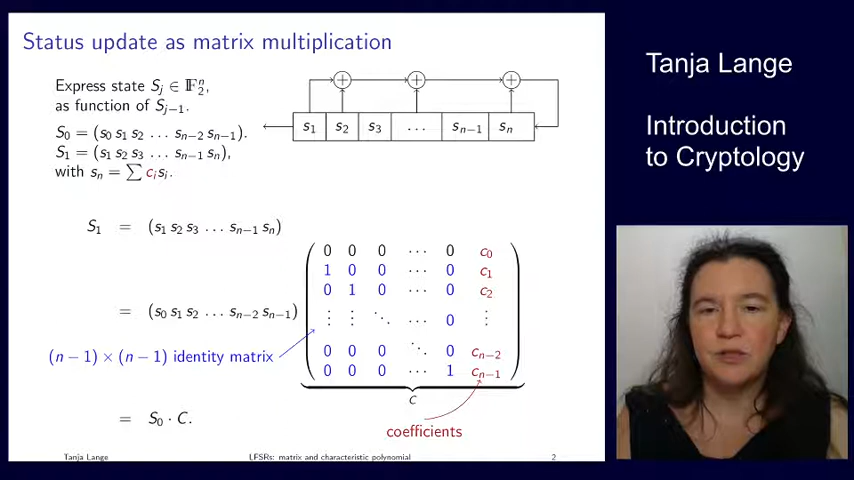 Status update as matrix multiplication
Express state S_j ∈ 𝔽_2^n,
as function of S_{j−1}.
S_0 = (s_0 s_1 s_2 … s_{n−2} s_{n−1}).
S_1 = (s_1 s_2 s_3 … s_{n−1} s_n),
with s_n = ∑ c_i s_i.
s_1 s_2 s_3 … s_{n−1} s_n
S_1 = (s_1 s_2 s_3 … s_{n−1} s_n)
= (s_0 s_1 s_2 … s_{n−2} s_{n−1})
0 0 0 ⋯ 0 c_0
1 0 0 ⋯ 0 c_1
0 1 0 ⋯ 0 c_2
⋮ ⋮ ⋱ ⋯ 0 ⋮
0 0 0 ⋱ 0 c_{n−2}
0 0 0 ⋯ 1 c_{n−1}
(n−1) × (n−1) identity matrix
C
= S_0 · C.
coefficients
Tanja Lange
LFSRs: matrix and characteristic polynomial
2
Tanja Lange
Introduction
to Cryptology